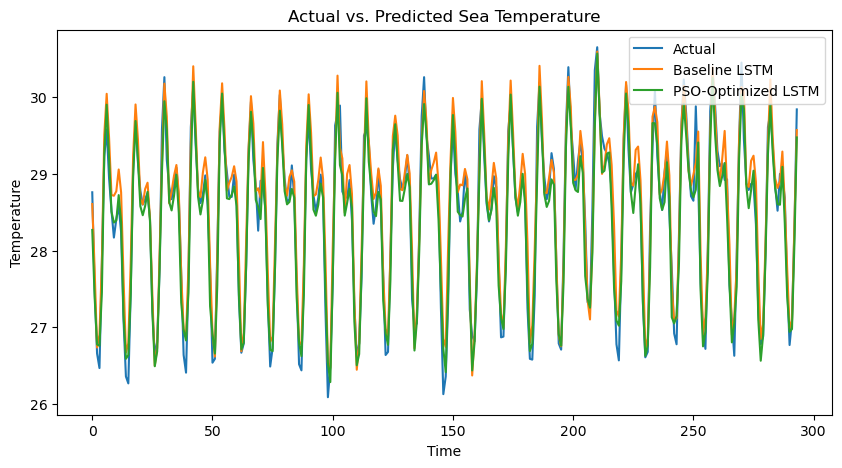 Actual vs. Predicted Sea Temperature
Actual
Baseline LSTM
PSO-Optimized LSTM
Temperature
30
29
28
27
26
0
50
100
150
200
250
300
Time